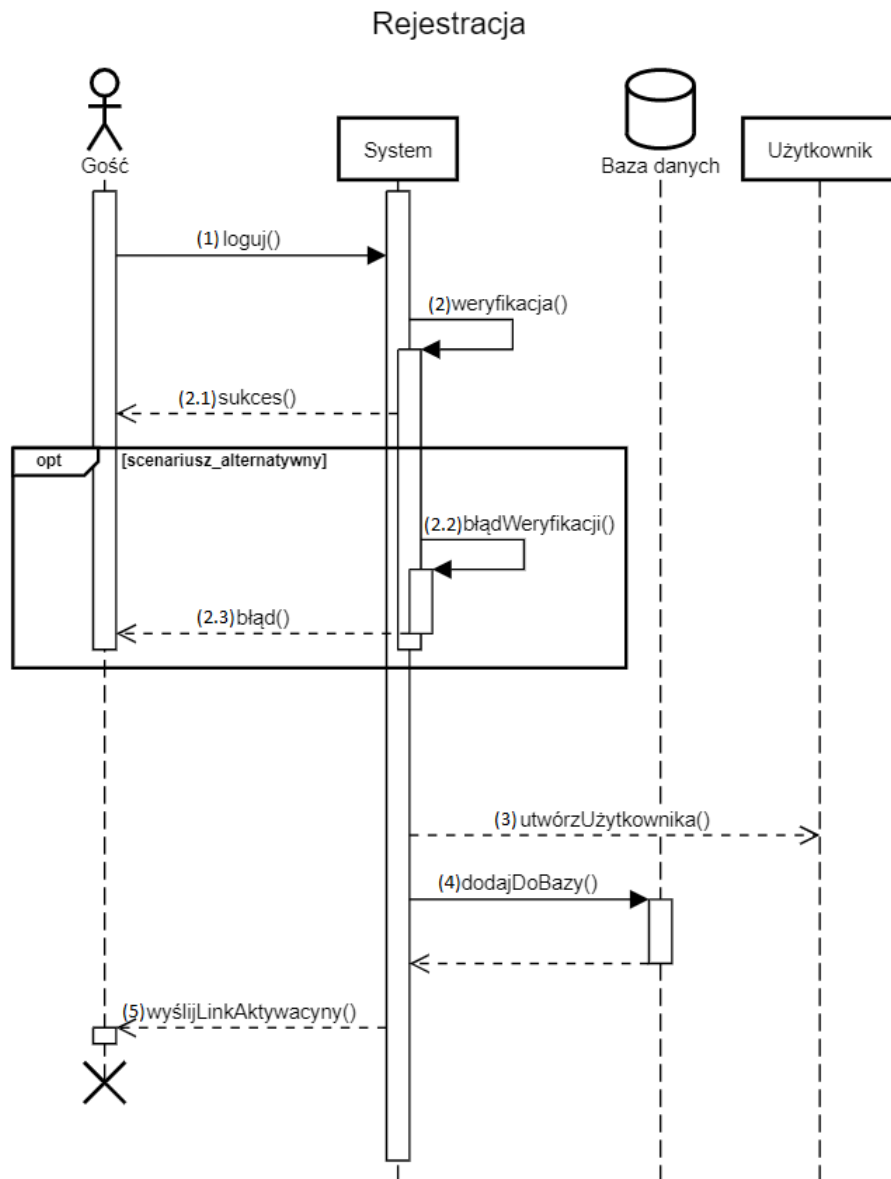 Rejestracja
Gość
System
Baza danych
Użytkownik
(1) loguj()
(2)weryfikacja()
(2.1)sukces()
opt
[scenariusz_alternatywny]
(2.2)błądWeryfikacji()
(2.3)błąd()
(3) utwórzUżytkownika()
(4)dodajDoBazy()
(5)wyślijLinkAktywacyny()